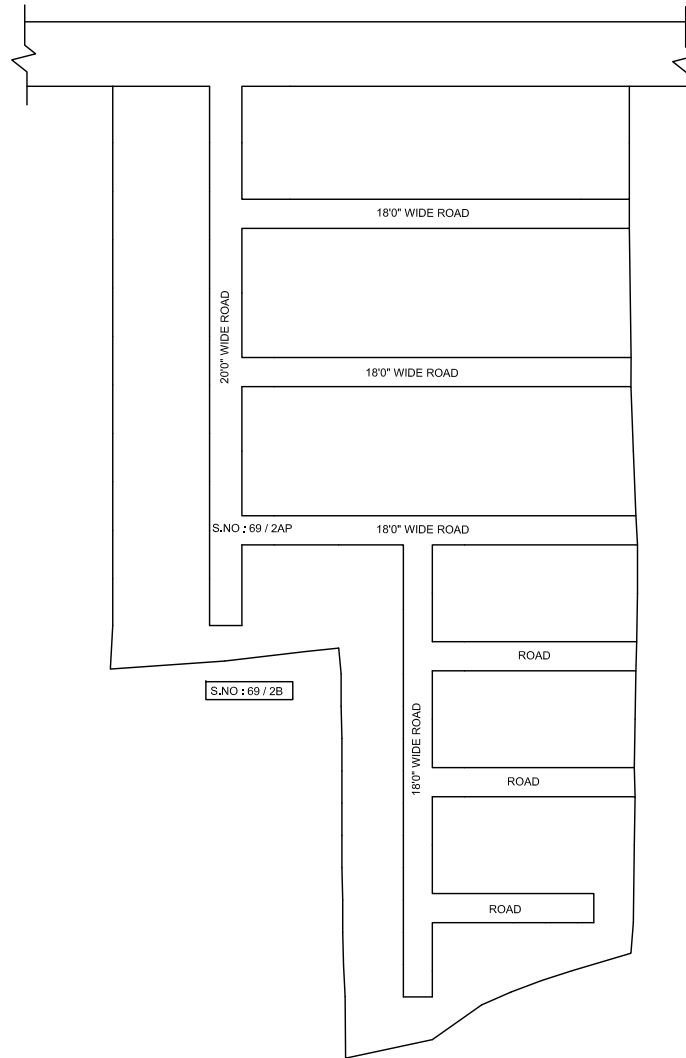 18'0" WIDE ROAD
20'0" WIDE ROAD
18'0" WIDE ROAD
S.NO : 69 / 2AP
18'0" WIDE ROAD
ROAD
S.NO : 69 / 2B
18'0" WIDE ROAD
ROAD
ROAD